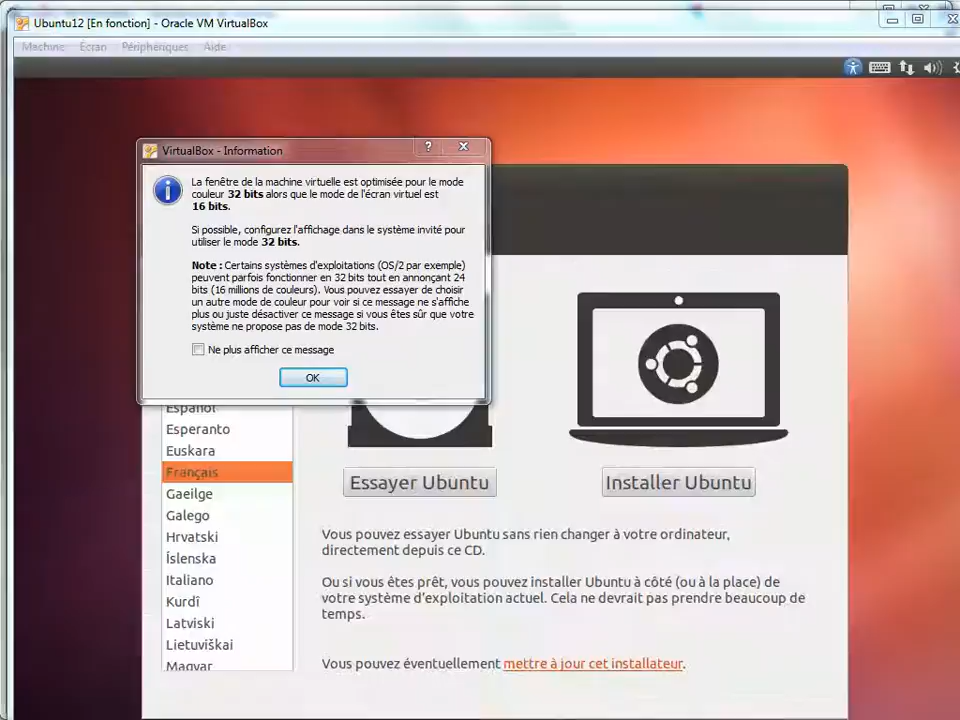 Ubuntu12 [En fonction] - Oracle VM VirtualBox
Machine Écran Périphériques Aide
VirtualBox - Information
La fenêtre de la machine virtuelle est optimisée pour le mode
couleur 32 bits alors que le mode de l'écran virtuel est
16 bits.
Si possible, configurez l'affichage dans le système invité pour
utiliser le mode 32 bits.
Note : Certains systèmes d'exploitations (OS/2 par exemple)
peuvent parfois fonctionner en 32 bits tout en annonçant 24
bits (16 millions de couleurs). Vous pouvez essayer de choisir
un autre mode de couleur pour voir si ce message ne s'affiche
plus ou juste désactiver ce message si vous êtes sûr que votre
système ne propose pas de mode 32 bits.
Ne plus afficher ce message
OK
Español
Esperanto
Euskara
Français
Gaeilge
Galego
Hrvatski
Íslenska
Italiano
Kurdî
Latviski
Lietuviškai
Magyar
Essayer Ubuntu
Installer Ubuntu
Vous pouvez essayer Ubuntu sans rien changer à votre ordinateur,
directement depuis ce CD.
Ou si vous êtes prêt, vous pouvez installer Ubuntu à côté (ou à la place) de
votre système d'exploitation actuel. Cela ne devrait pas prendre beaucoup de
temps.
Vous pouvez éventuellement mettre à jour cet installateur.